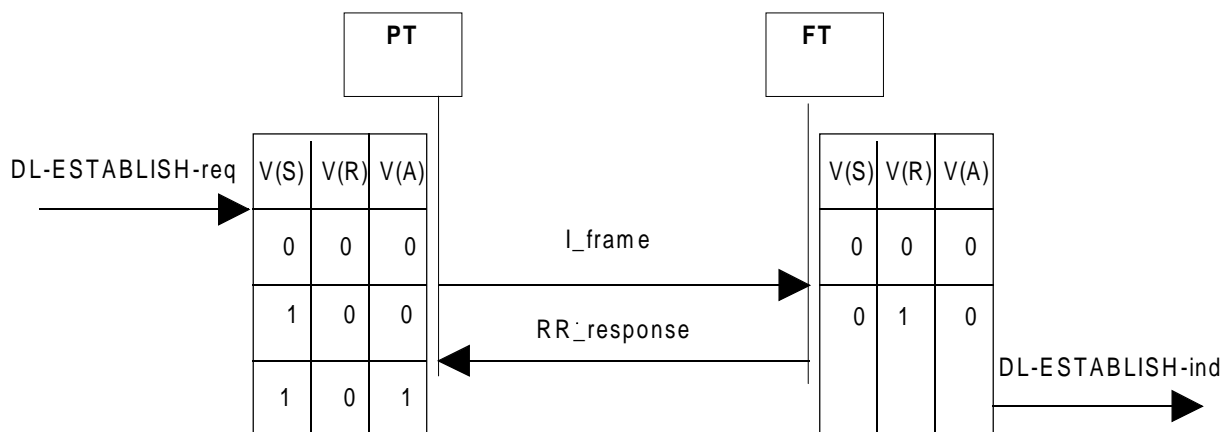 PT FT
DL-ESTABLISH-req V(S) V(R) V(A) V(S) V(R) V(A)
0 0 0 I_frame 0 0 0
1 0 0 RR_response 0 1 0
DL-ESTABLISH-ind
1 0 1